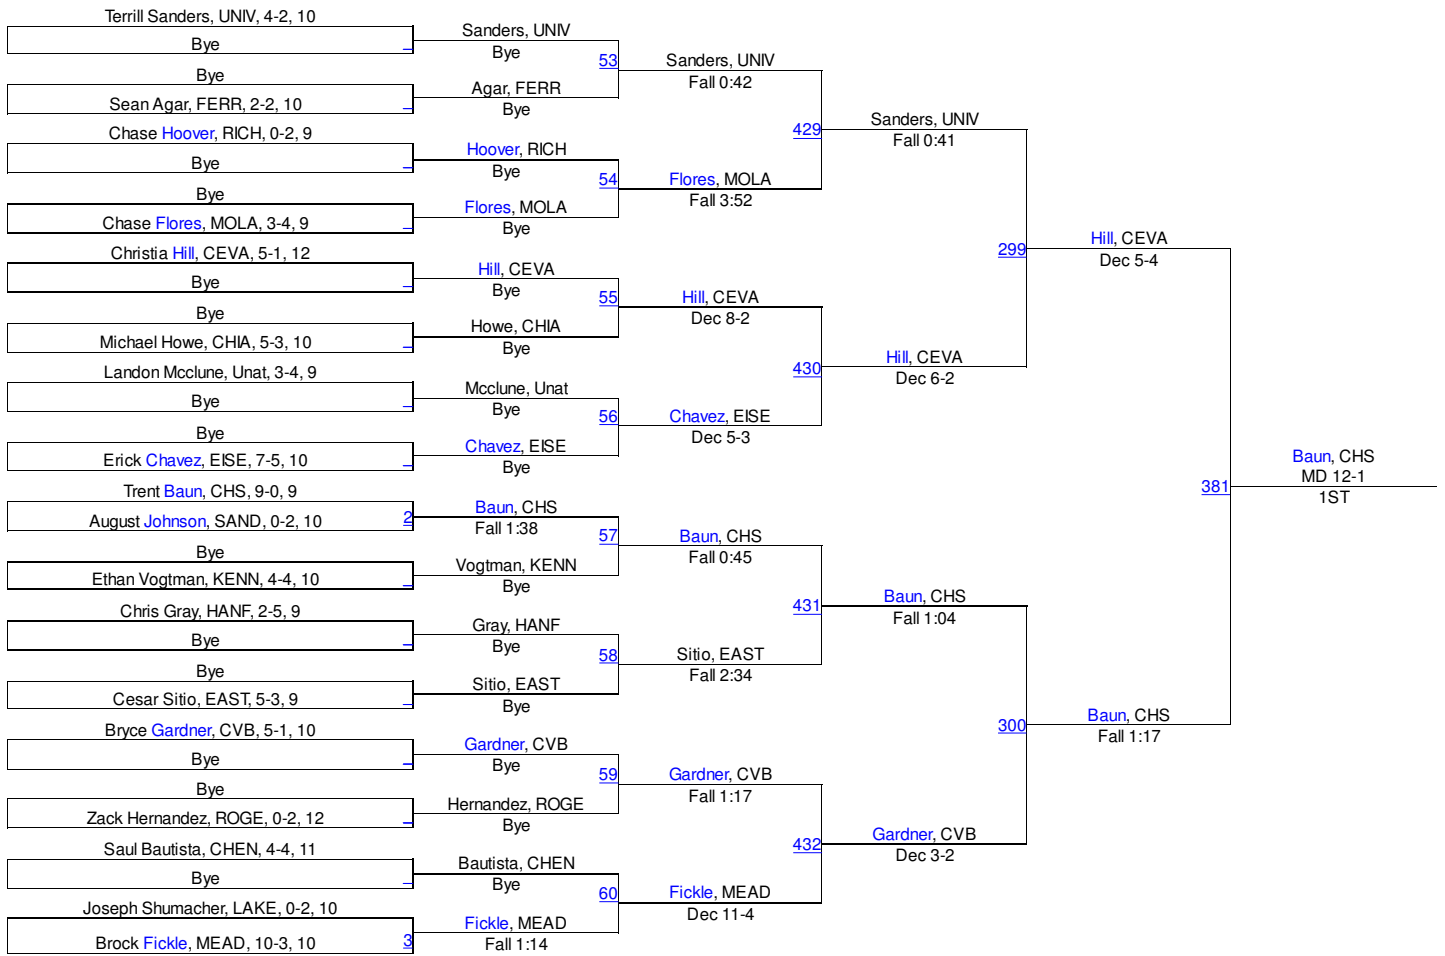 Terrill Sanders, UNIV, 4-2, 10
Bye
Bye
Sean Agar, FERR, 2-2, 10
Chase Hoover, RICH, 0-2, 9
Bye
Bye
Chase Flores, MOLA, 3-4, 9
Christia Hill, CEVA, 5-1, 12
Bye
Bye
Michael Howe, CHIA, 5-3, 10
Landon Mcclune, Unat, 3-4, 9
Bye
Bye
Erick Chavez, EISE, 7-5, 10
Trent Baun, CHS, 9-0, 9
August Johnson, SAND, 0-2, 10
2
Bye
Ethan Vogtman, KENN, 4-4, 10
Chris Gray, HANF, 2-5, 9
Bye
Bye
Cesar Sitio, EAST, 5-3, 9
Bryce Gardner, CVB, 5-1, 10
Bye
Bye
Zack Hernandez, ROGE, 0-2, 12
Saul Bautista, CHEN, 4-4, 11
Bye
Joseph Shumacher, LAKE, 0-2, 10
Brock Fickle, MEAD, 10-3, 10
3
Sanders, UNIV
Bye
53
Agar, FERR
Bye
Hoover, RICH
Bye
54
Flores, MOLA
Bye
Hill, CEVA
Bye
55
Howe, CHIA
Bye
Mcclune, Unat
Bye
56
Chavez, EISE
Bye
Baun, CHS
Fall 1:38
57
Vogtman, KENN
Bye
Gray, HANF
Bye
58
Sitio, EAST
Bye
Gardner, CVB
Bye
59
Hernandez, ROGE
Bye
Bautista, CHEN
Bye
60
Fickle, MEAD
Fall 1:14
Sanders, UNIV
Fall 0:42
429
Flores, MOLA
Fall 3:52
Hill, CEVA
Dec 8-2
430
Chavez, EISE
Dec 5-3
Baun, CHS
Fall 0:45
431
Sitio, EAST
Fall 2:34
Gardner, CVB
Fall 1:17
432
Fickle, MEAD
Dec 11-4
Sanders, UNIV
Fall 0:41
299
Hill, CEVA
Dec 6-2
Baun, CHS
Fall 1:04
300
Gardner, CVB
Dec 3-2
Hill, CEVA
Dec 5-4
381
Baun, CHS
Fall 1:17
Baun, CHS
MD 12-1
1ST